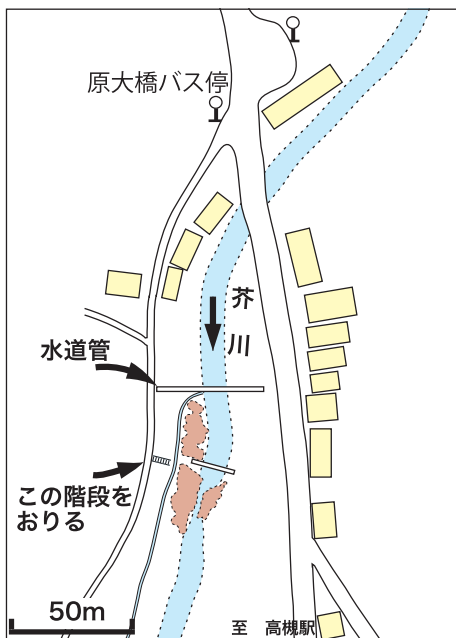 原大橋バス停
芥川
水道管
この階段を
おりる
50m
至 高槻駅